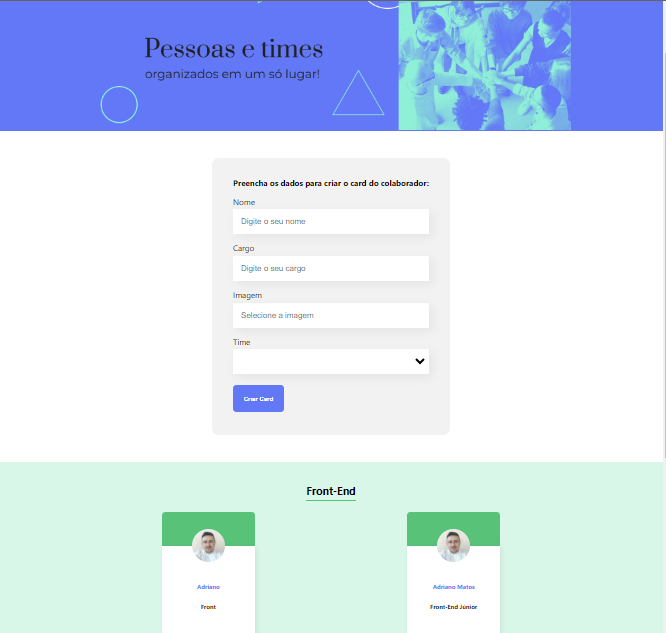 Pessoas e times
organizados em um só lugar!
Preencha os dados para criar o card do colaborador:
Nome
Digite o seu nome
Cargo
Digite o seu cargo
Imagem
Selecione a imagem
Time
Criar Card
Front-End
Adriano
Front
Adriano Matos
Front-End Júnior